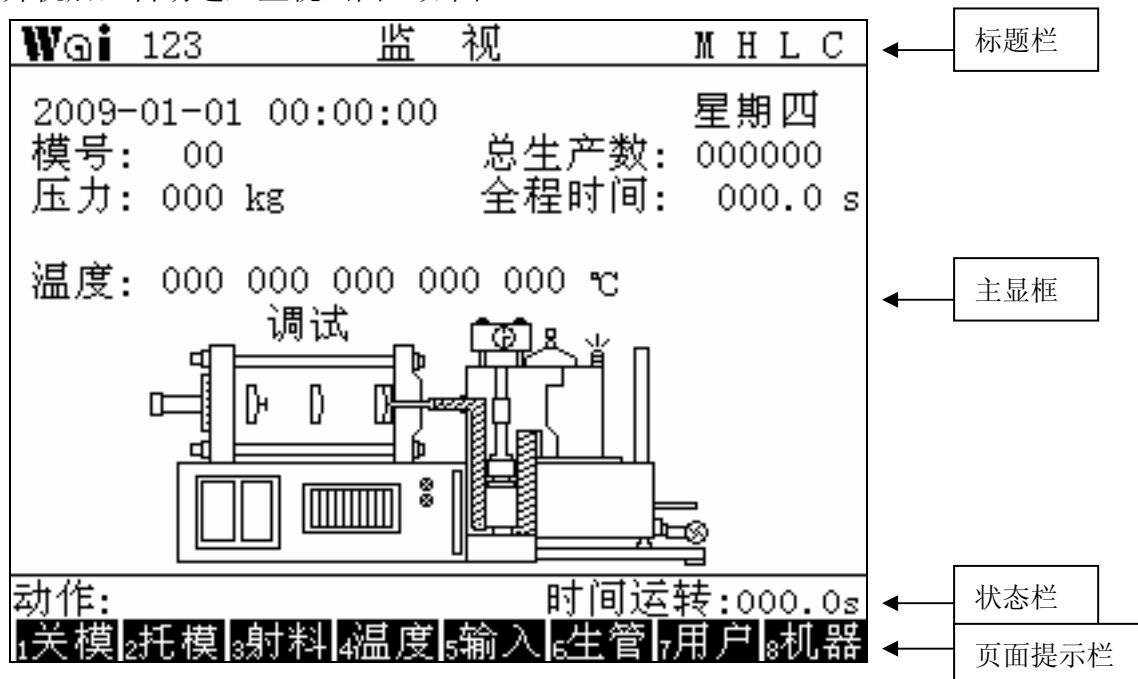 Wai 123 监 视 M H L C
标题栏
2009-01-01 00:00:00 星期四
模号: 00 总生产数: 000000
压力: 000 kg 全程时间: 000.0 s
温度: 000 000 000 000 000 ℃
主显框
调试
动作: 时间运转:000.0s
状态栏
1关模 2托模 3射料 4温度 5输入 6生管 7用户 8机器
页面提示栏